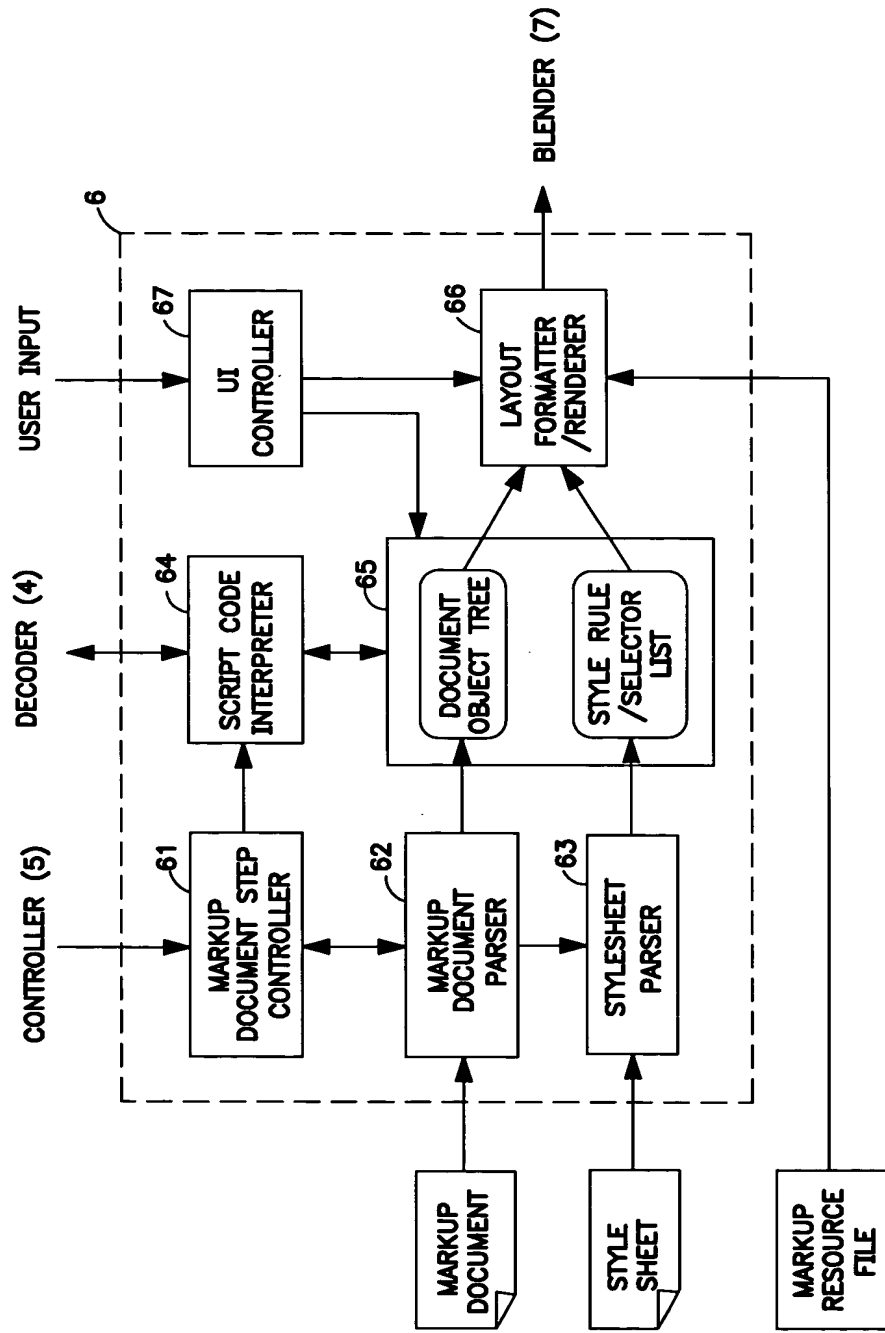 CONTROLLER (5)
DECODER (4)
USER INPUT
6
61
MARKUP
DOCUMENT STEP
CONTROLLER
64
SCRIPT CODE
INTERPRETER
67
UI
CONTROLLER
MARKUP DOCUMENT
62
MARKUP
DOCUMENT
PARSER
65
DOCUMENT
OBJECT TREE
66
LAYOUT
FORMATTER
/RENDERER
BLENDER (7)
STYLE
SHEET
63
STYLESHEET
PARSER
STYLE RULE
/SELECTOR
LIST
MARKUP
RESOURCE
FILE